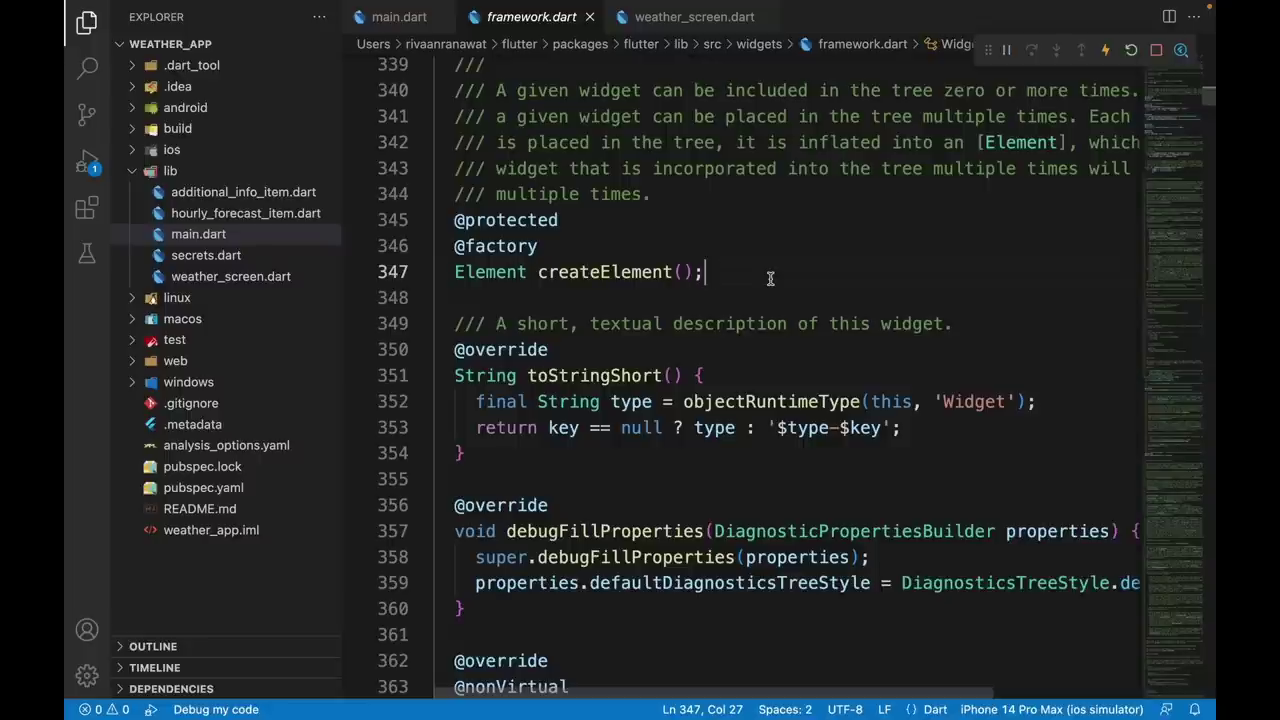 EXPLORER
main.dart
framework.dart
weather_screen.dart
WEATHER_APP
Users > rivaanranawat > flutter > packages > flutter > lib > src > widgets > framework.dart > Widg
.dart_tool
.idea
android
build
ios
lib
additional_info_item.dart
hourly_forecast_item.dart
main.dart
secrets.dart
weather_screen.dart
linux
macos
test
web
windows
.gitignore
.metadata
analysis_options.yaml
pubspec.lock
pubspec.yaml
README.md
weather_app.iml
OUTLINE
TIMELINE
DEPENDENCIES
1
339 ///
340 /// A given widget can be included in the tree zero or more times.
341 /// a given widget can be placed in the tree multiple times. Each
342 /// is placed in the tree, it is inflated into an [Element], which
343 /// widget that is incorporated into the tree multiple times will
344 /// multiple times.
345 @protected
346 @factory
347 Element createElement();
348
349 /// A short, textual description of this widget.
350 @override
351 String toStringShort() {
352 final String type = objectRuntimeType(this, 'Widget');
353 return key == null ? type : '$type-$key';
354 }
355
356 @override
357 void debugFillProperties(DiagnosticPropertiesBuilder properties) {
358 super.debugFillProperties(properties);
359 properties.defaultDiagnosticsTreeStyle = DiagnosticsTreeStyle.de
360 }
361
362 @override
363 @nonVirtual
0 0 Debug my code
Ln 347, Col 27 Spaces: 2 UTF-8 LF {} Dart iPhone 14 Pro Max (ios simulator)